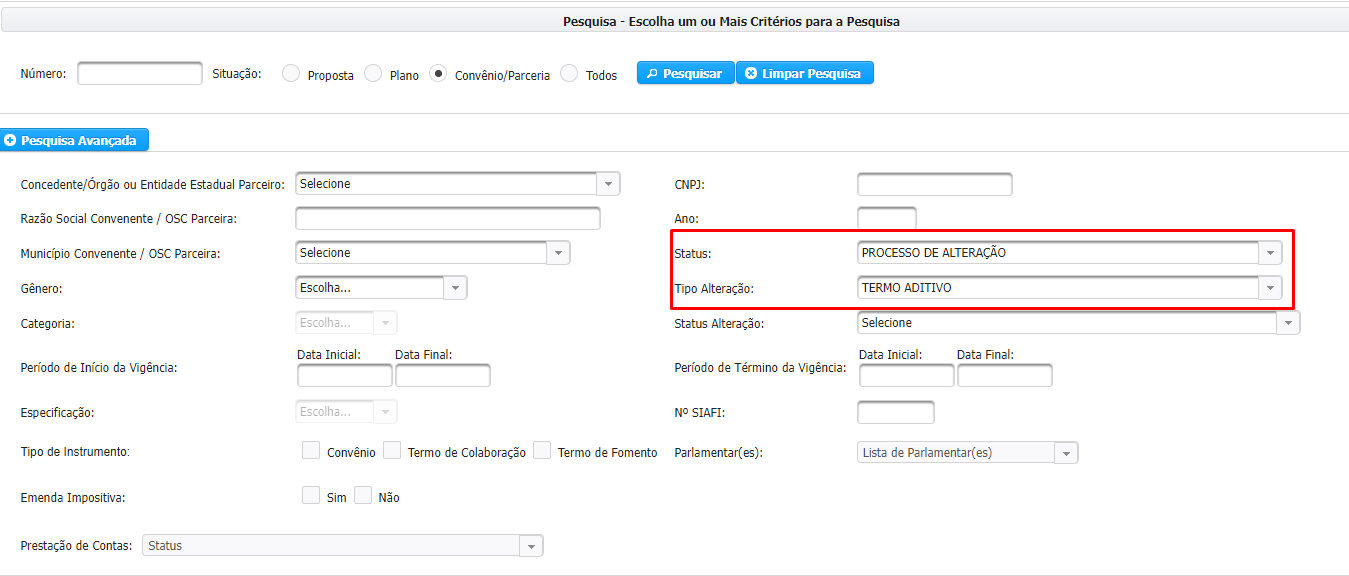 Pesquisa - Escolha um ou Mais Critérios para a Pesquisa
Número: Situação: Proposta Plano Convênio/Parceria Todos Pesquisar Limpar Pesquisa
Pesquisa Avançada
Concedente/Órgão ou Entidade Estadual Parceiro: Selecione CNPJ:
Razão Social Convenente / OSC Parceira: Ano:
Município Convenente / OSC Parceira: Selecione Status: PROCESSO DE ALTERAÇÃO
Gênero: Escolha... Tipo Alteração: TERMO ADITIVO
Categoria: Escolha... Status Alteração: Selecione
Data Inicial: Data Final: Data Inicial: Data Final:
Período de Início da Vigência: Período de Término da Vigência:
Especificação: Escolha... Nº SIAFI:
Tipo de Instrumento: Convênio Termo de Colaboração Termo de Fomento Parlamentar(es): Lista de Parlamentar(es)
Emenda Impositiva: Sim Não
Prestação de Contas: Status